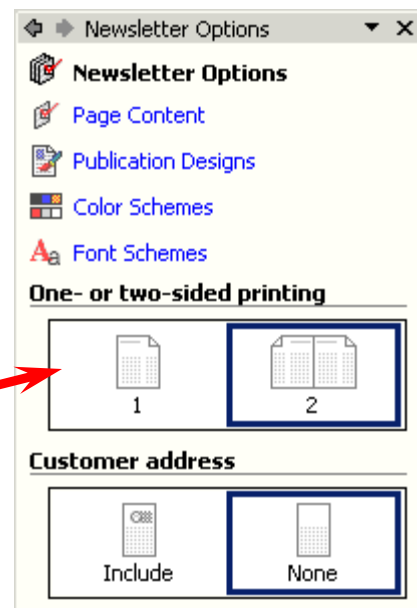 Newsletter Options
Newsletter Options
Page Content
Publication Designs
Color Schemes
Aa Font Schemes
One- or two-sided printing
1 2
Customer address
Include None